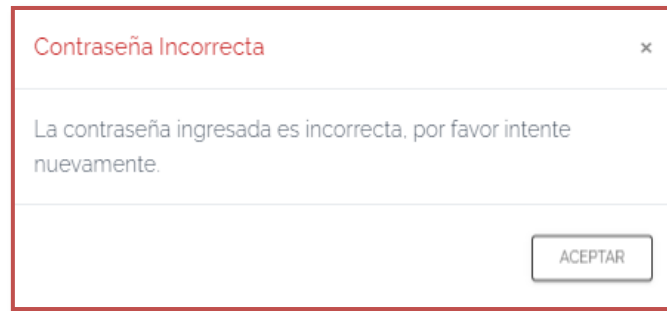 Contraseña Incorrecta ×
La contraseña ingresada es incorrecta, por favor intente
nuevamente.
ACEPTAR